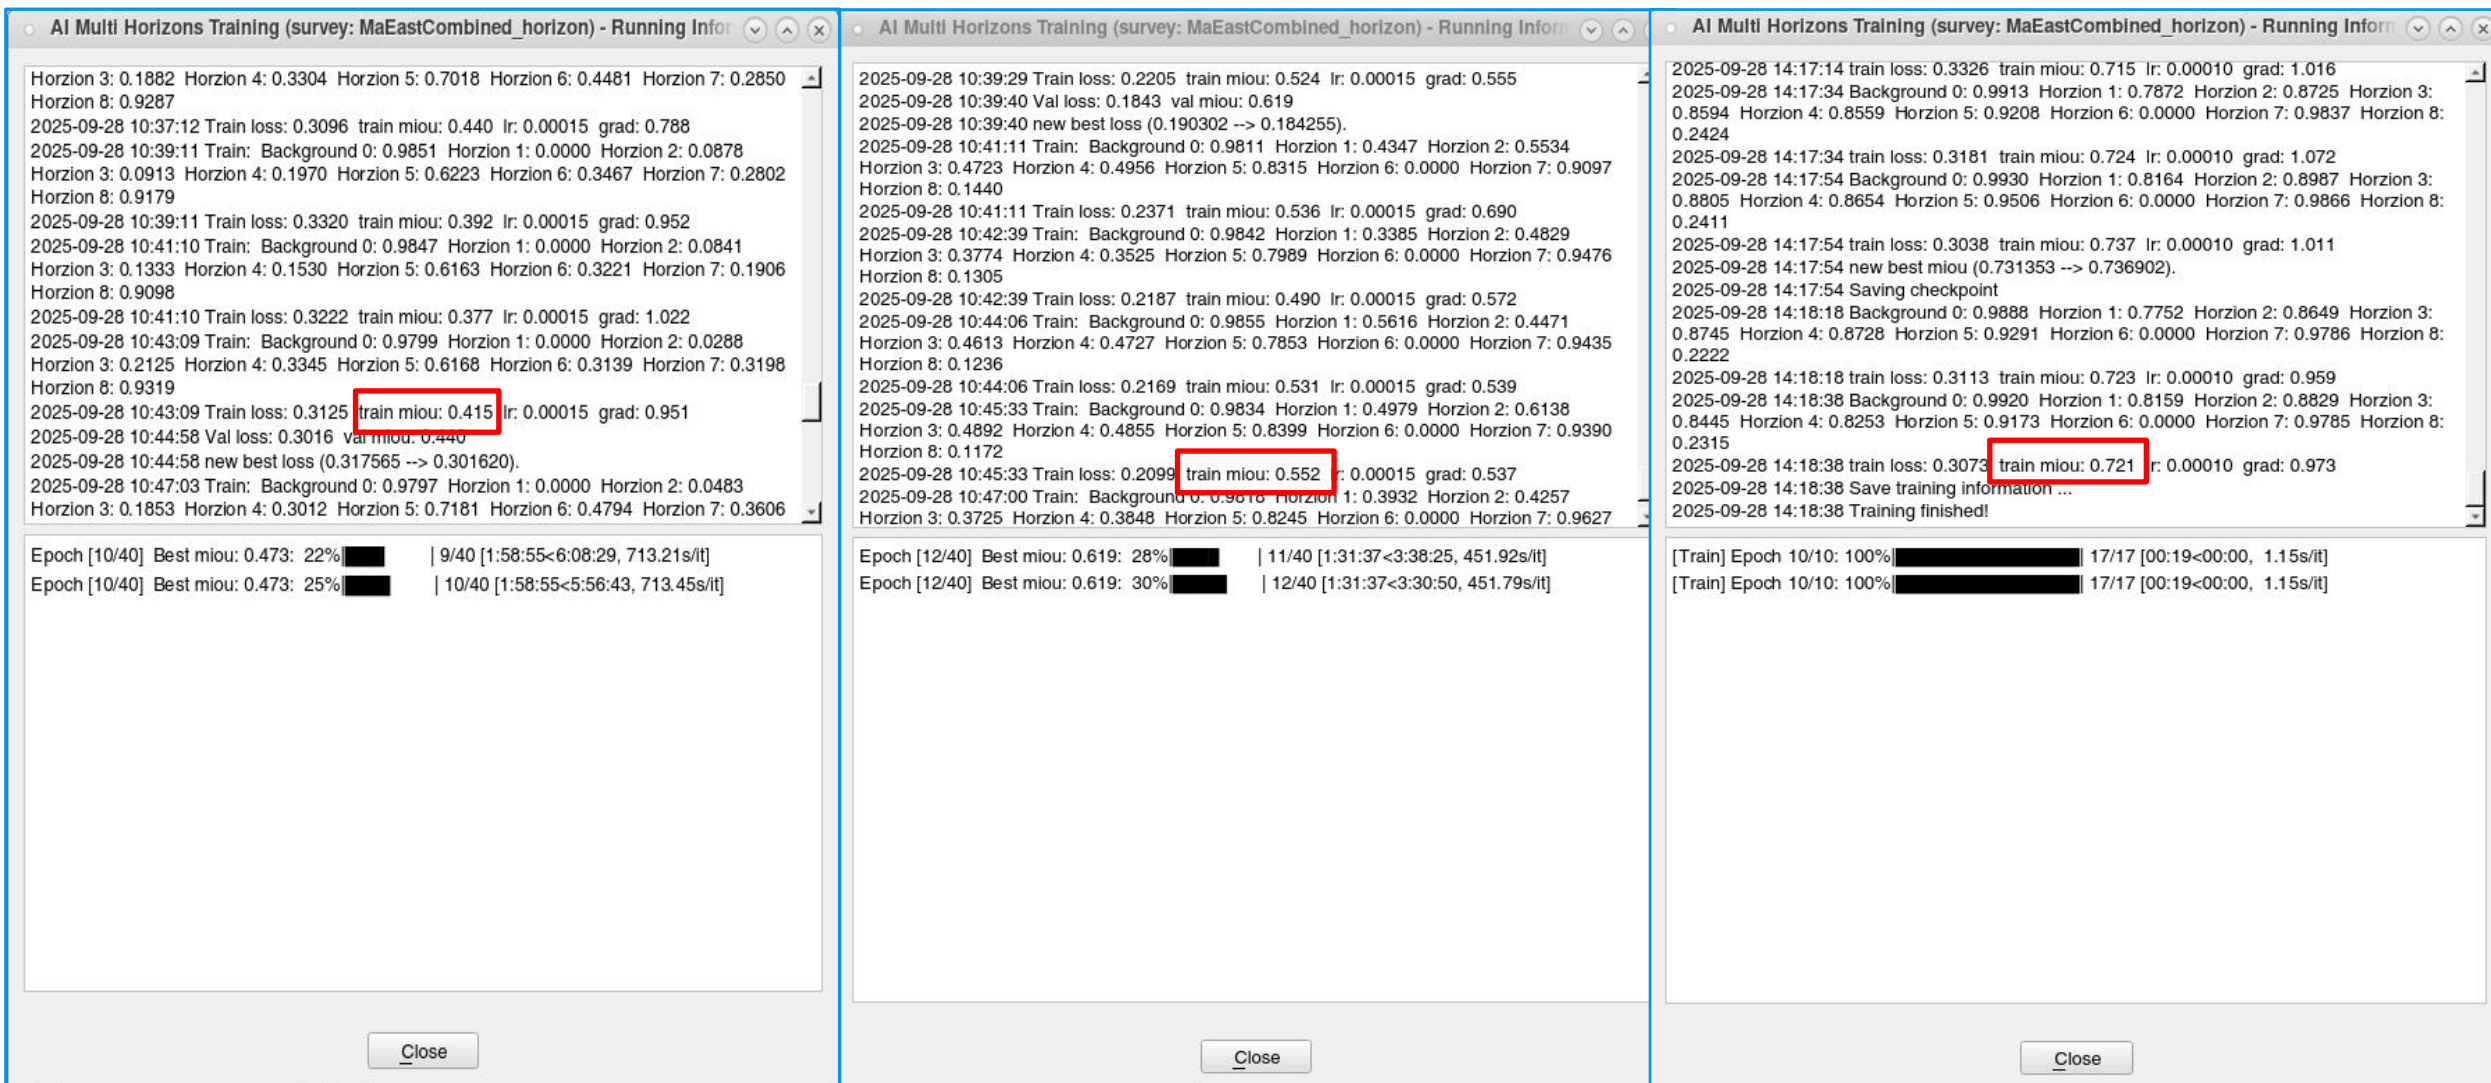 AI Multi Horizons Training (survey: MaEastCombined_horizon) - Running Infor
Horzion 3: 0.1882 Horzion 4: 0.3304 Horzion 5: 0.7018 Horzion 6: 0.4481 Horzion 7: 0.2850
Horzion 8: 0.9287
2025-09-28 10:37:12 Train loss: 0.3096 train miou: 0.440 lr: 0.00015 grad: 0.788
2025-09-28 10:39:11 Train: Background 0: 0.9851 Horzion 1: 0.0000 Horzion 2: 0.0878
Horzion 3: 0.0913 Horzion 4: 0.1970 Horzion 5: 0.6223 Horzion 6: 0.3467 Horzion 7: 0.2802
Horzion 8: 0.9179
2025-09-28 10:39:11 Train loss: 0.3320 train miou: 0.392 lr: 0.00015 grad: 0.952
2025-09-28 10:41:10 Train: Background 0: 0.9847 Horzion 1: 0.0000 Horzion 2: 0.0841
Horzion 3: 0.1333 Horzion 4: 0.1530 Horzion 5: 0.6163 Horzion 6: 0.3221 Horzion 7: 0.1906
Horzion 8: 0.9098
2025-09-28 10:41:10 Train loss: 0.3222 train miou: 0.377 lr: 0.00015 grad: 1.022
2025-09-28 10:43:09 Train: Background 0: 0.9799 Horzion 1: 0.0000 Horzion 2: 0.0288
Horzion 3: 0.2125 Horzion 4: 0.3345 Horzion 5: 0.6168 Horzion 6: 0.3139 Horzion 7: 0.3198
Horzion 8: 0.9319
2025-09-28 10:43:09 Train loss: 0.3125 train miou: 0.415 lr: 0.00015 grad: 0.951
2025-09-28 10:44:58 Val loss: 0.3016 val miou: 0.440
2025-09-28 10:44:58 new best loss (0.317565 --> 0.301620).
2025-09-28 10:47:03 Train: Background 0: 0.9797 Horzion 1: 0.0000 Horzion 2: 0.0483
Horzion 3: 0.1853 Horzion 4: 0.3012 Horzion 5: 0.7181 Horzion 6: 0.4794 Horzion 7: 0.3606
Epoch [10/40] Best miou: 0.473: 22%| | 9/40 [1:58:55<6:08:29, 713.21s/it]
Epoch [10/40] Best miou: 0.473: 25%| | 10/40 [1:58:55<5:56:43, 713.45s/it]
Close
AI Multi Horizons Training (survey: MaEastCombined_horizon) - Running Inform
2025-09-28 10:39:29 Train loss: 0.2205 train miou: 0.524 lr: 0.00015 grad: 0.555
2025-09-28 10:39:40 Val loss: 0.1843 val miou: 0.619
2025-09-28 10:39:40 new best loss (0.190302 --> 0.184255).
2025-09-28 10:41:11 Train: Background 0: 0.9811 Horzion 1: 0.4347 Horzion 2: 0.5534
Horzion 3: 0.4723 Horzion 4: 0.4956 Horzion 5: 0.8315 Horzion 6: 0.0000 Horzion 7: 0.9097
Horzion 8: 0.1440
2025-09-28 10:41:11 Train loss: 0.2371 train miou: 0.536 lr: 0.00015 grad: 0.690
2025-09-28 10:42:39 Train: Background 0: 0.9842 Horzion 1: 0.3385 Horzion 2: 0.4829
Horzion 3: 0.3774 Horzion 4: 0.3525 Horzion 5: 0.7989 Horzion 6: 0.0000 Horzion 7: 0.9476
Horzion 8: 0.1305
2025-09-28 10:42:39 Train loss: 0.2187 train miou: 0.490 lr: 0.00015 grad: 0.572
2025-09-28 10:44:06 Train: Background 0: 0.9855 Horzion 1: 0.5616 Horzion 2: 0.4471
Horzion 3: 0.4613 Horzion 4: 0.4727 Horzion 5: 0.7853 Horzion 6: 0.0000 Horzion 7: 0.9435
Horzion 8: 0.1236
2025-09-28 10:44:06 Train loss: 0.2169 train miou: 0.531 lr: 0.00015 grad: 0.539
2025-09-28 10:45:33 Train: Background 0: 0.9834 Horzion 1: 0.4979 Horzion 2: 0.6138
Horzion 3: 0.4892 Horzion 4: 0.4855 Horzion 5: 0.8399 Horzion 6: 0.0000 Horzion 7: 0.9390
Horzion 8: 0.1172
2025-09-28 10:45:33 Train loss: 0.2099 train miou: 0.552 lr: 0.00015 grad: 0.537
2025-09-28 10:47:00 Train: Background 0: 0.9818 Horzion 1: 0.3932 Horzion 2: 0.4257
Horzion 3: 0.3725 Horzion 4: 0.3848 Horzion 5: 0.8245 Horzion 6: 0.0000 Horzion 7: 0.9627
Epoch [12/40] Best miou: 0.619: 28%| | 11/40 [1:31:37<3:38:25, 451.92s/it]
Epoch [12/40] Best miou: 0.619: 30%| | 12/40 [1:31:37<3:30:50, 451.79s/it]
Close
AI Multi Horizons Training (survey: MaEastCombined_horizon) - Running Inform
2025-09-28 14:17:14 train loss: 0.3326 train miou: 0.715 lr: 0.00010 grad: 1.016
2025-09-28 14:17:34 Background 0: 0.9913 Horzion 1: 0.7872 Horzion 2: 0.8725 Horzion 3:
0.8594 Horzion 4: 0.8559 Horzion 5: 0.9208 Horzion 6: 0.0000 Horzion 7: 0.9837 Horzion 8:
0.2424
2025-09-28 14:17:34 train loss: 0.3181 train miou: 0.724 lr: 0.00010 grad: 1.072
2025-09-28 14:17:54 Background 0: 0.9930 Horzion 1: 0.8164 Horzion 2: 0.8987 Horzion 3:
0.8805 Horzion 4: 0.8654 Horzion 5: 0.9506 Horzion 6: 0.0000 Horzion 7: 0.9866 Horzion 8:
0.2411
2025-09-28 14:17:54 train loss: 0.3038 train miou: 0.737 lr: 0.00010 grad: 1.011
2025-09-28 14:17:54 new best miou (0.731353 --> 0.736902).
2025-09-28 14:17:54 Saving checkpoint
2025-09-28 14:18:18 Background 0: 0.9888 Horzion 1: 0.7752 Horzion 2: 0.8649 Horzion 3:
0.8745 Horzion 4: 0.8728 Horzion 5: 0.9291 Horzion 6: 0.0000 Horzion 7: 0.9786 Horzion 8:
0.2222
2025-09-28 14:18:18 train loss: 0.3113 train miou: 0.723 lr: 0.00010 grad: 0.959
2025-09-28 14:18:38 Background 0: 0.9920 Horzion 1: 0.8159 Horzion 2: 0.8829 Horzion 3:
0.8445 Horzion 4: 0.8253 Horzion 5: 0.9173 Horzion 6: 0.0000 Horzion 7: 0.9785 Horzion 8:
0.2315
2025-09-28 14:18:38 train loss: 0.3073 train miou: 0.721 lr: 0.00010 grad: 0.973
2025-09-28 14:18:38 Save training information ...
2025-09-28 14:18:38 Training finished!
[Train] Epoch 10/10: 100%| | 17/17 [00:19<00:00, 1.15s/it]
[Train] Epoch 10/10: 100%| | 17/17 [00:19<00:00, 1.15s/it]
Close